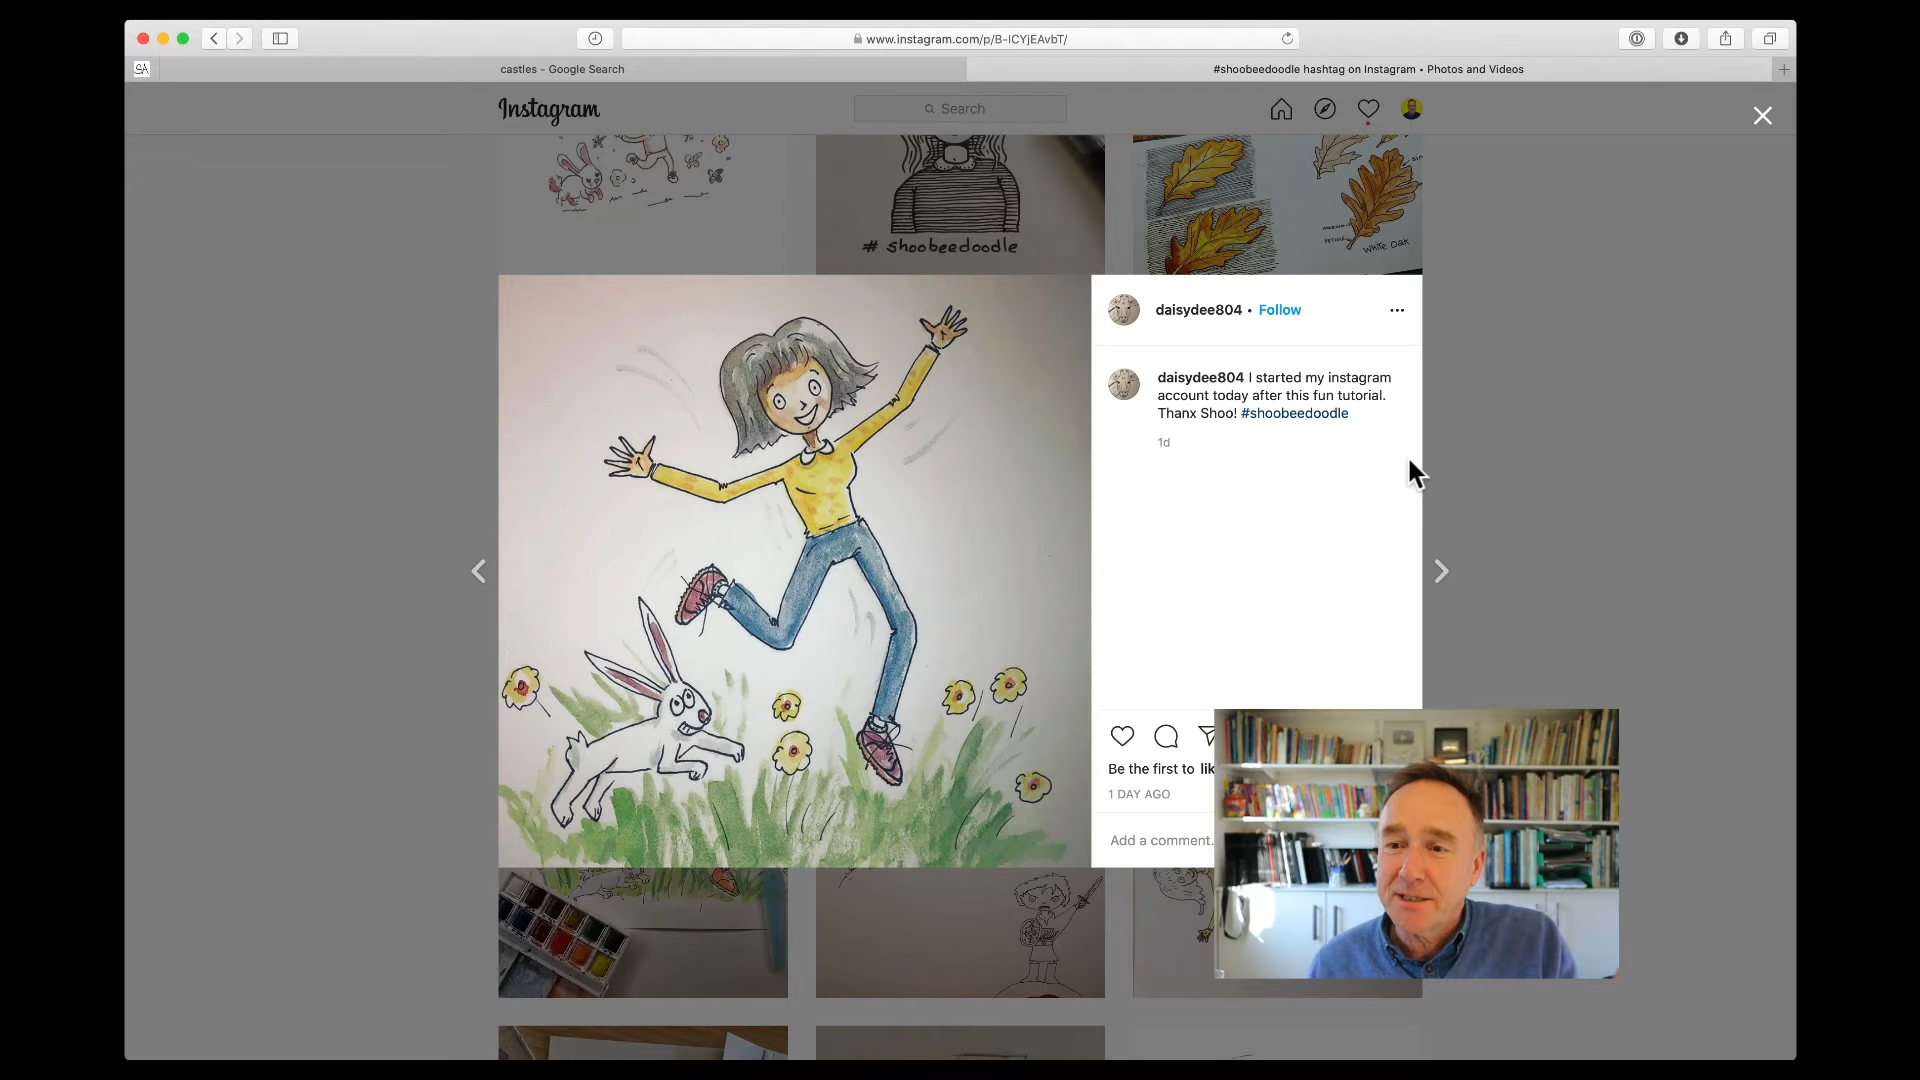 www.instagram.com/p/B-ICYjEAvbT/
SA
castles - Google Search
#shoobeedoodle hashtag on Instagram • Photos and Videos
Instagram
Search
# shoobeedoodle
WHITE OAK
daisydee804 • Follow
daisydee804 I started my instagram
account today after this fun tutorial.
Thanx Shoo! #shoobeedoodle
1d
Be the first to lik
1 DAY AGO
Add a comment.